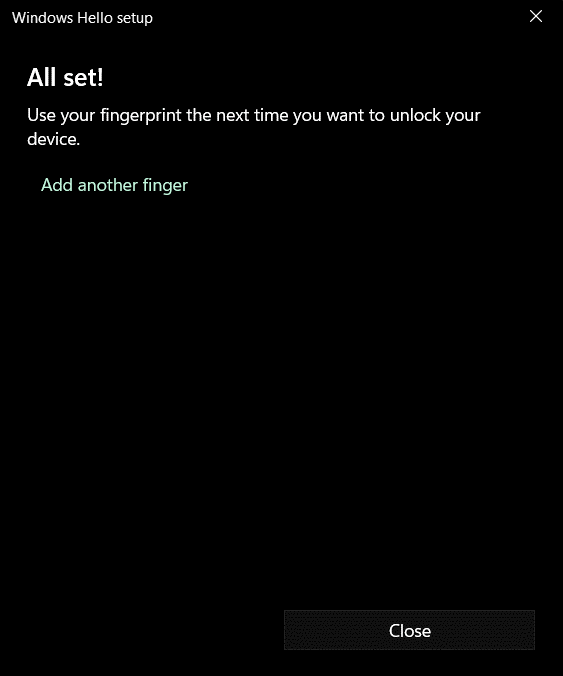 Windows Hello setup
All set!
Use your fingerprint the next time you want to unlock your
device.
Add another finger
Close